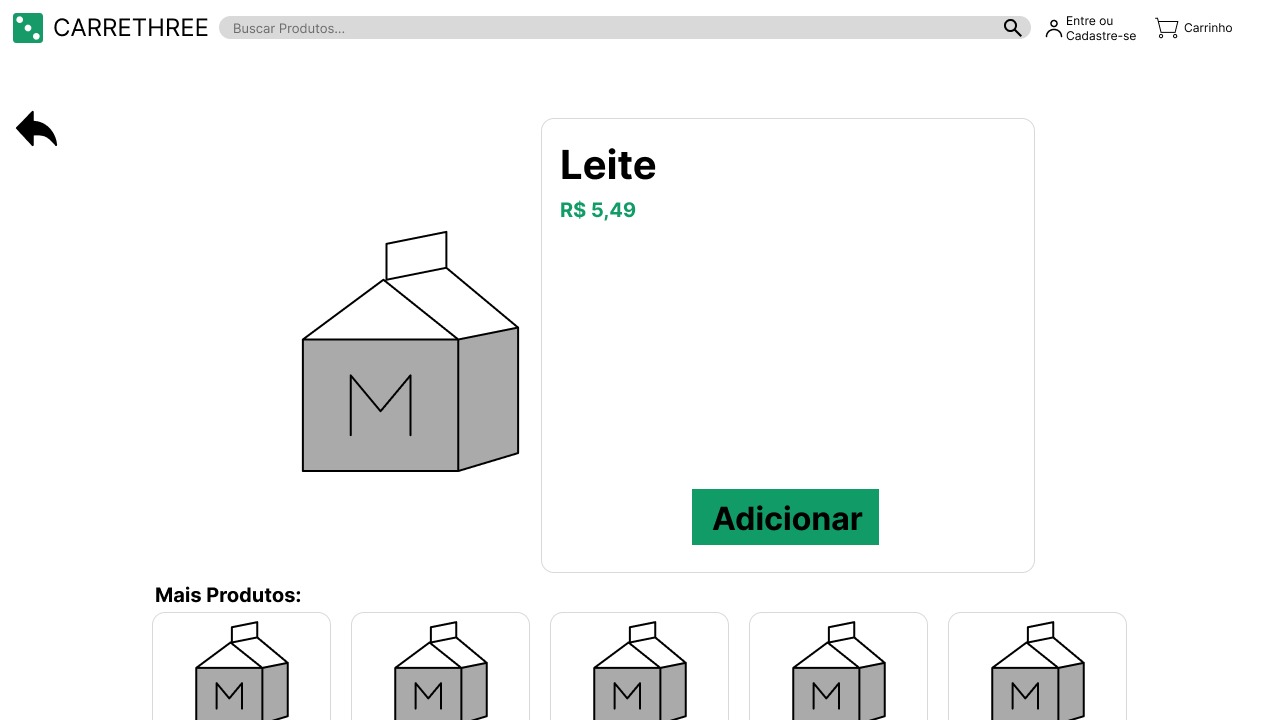 CARRETHREE
Buscar Produtos...
Entre ou
Cadastre-se
Carrinho
Leite
R$ 5,49
M
Adicionar
Mais Produtos:
M
M
M
M
M